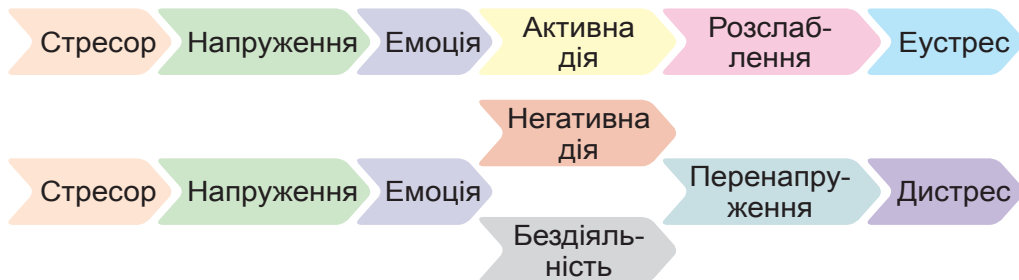 Стресор
Напруження
Емоція
Активна
дія
Розслаб-
лення
Еустрес
Стресор
Напруження
Емоція
Негативна
дія
Бездіяль-
ність
Перенапру-
ження
Дистрес